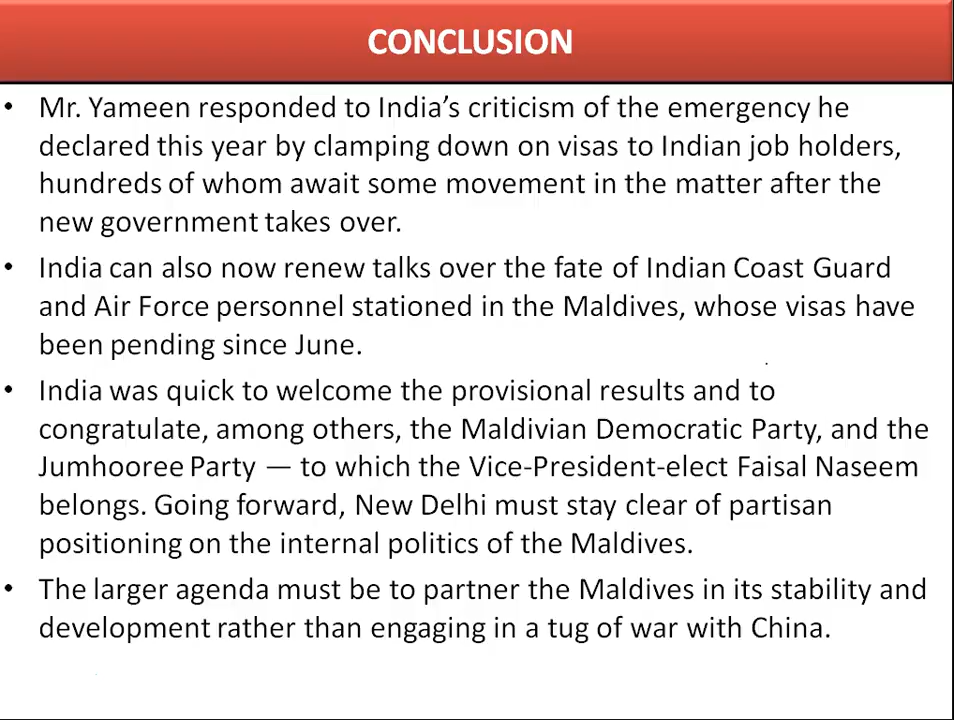 CONCLUSION
• Mr. Yameen responded to India’s criticism of the emergency he
declared this year by clamping down on visas to Indian job holders,
hundreds of whom await some movement in the matter after the
new government takes over.
• India can also now renew talks over the fate of Indian Coast Guard
and Air Force personnel stationed in the Maldives, whose visas have
been pending since June.
• India was quick to welcome the provisional results and to
congratulate, among others, the Maldivian Democratic Party, and the
Jumhooree Party — to which the Vice-President-elect Faisal Naseem
belongs. Going forward, New Delhi must stay clear of partisan
positioning on the internal politics of the Maldives.
• The larger agenda must be to partner the Maldives in its stability and
development rather than engaging in a tug of war with China.